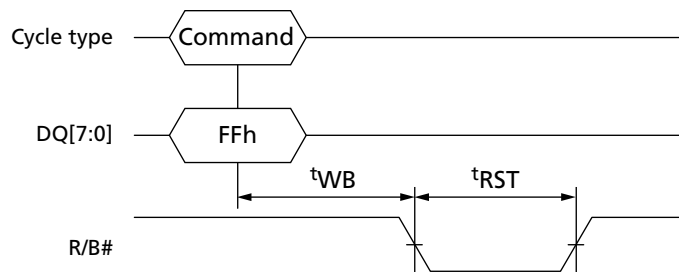 Cycle type Command
DQ[7:0] FFh
tWB tRST
R/B#